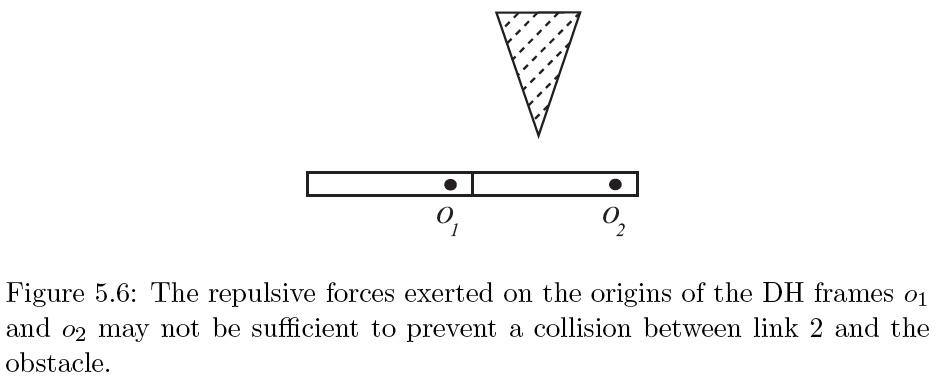 o1 o2
Figure 5.6: The repulsive forces exerted on the origins of the DH frames o1
and o2 may not be sufficient to prevent a collision between link 2 and the
obstacle.